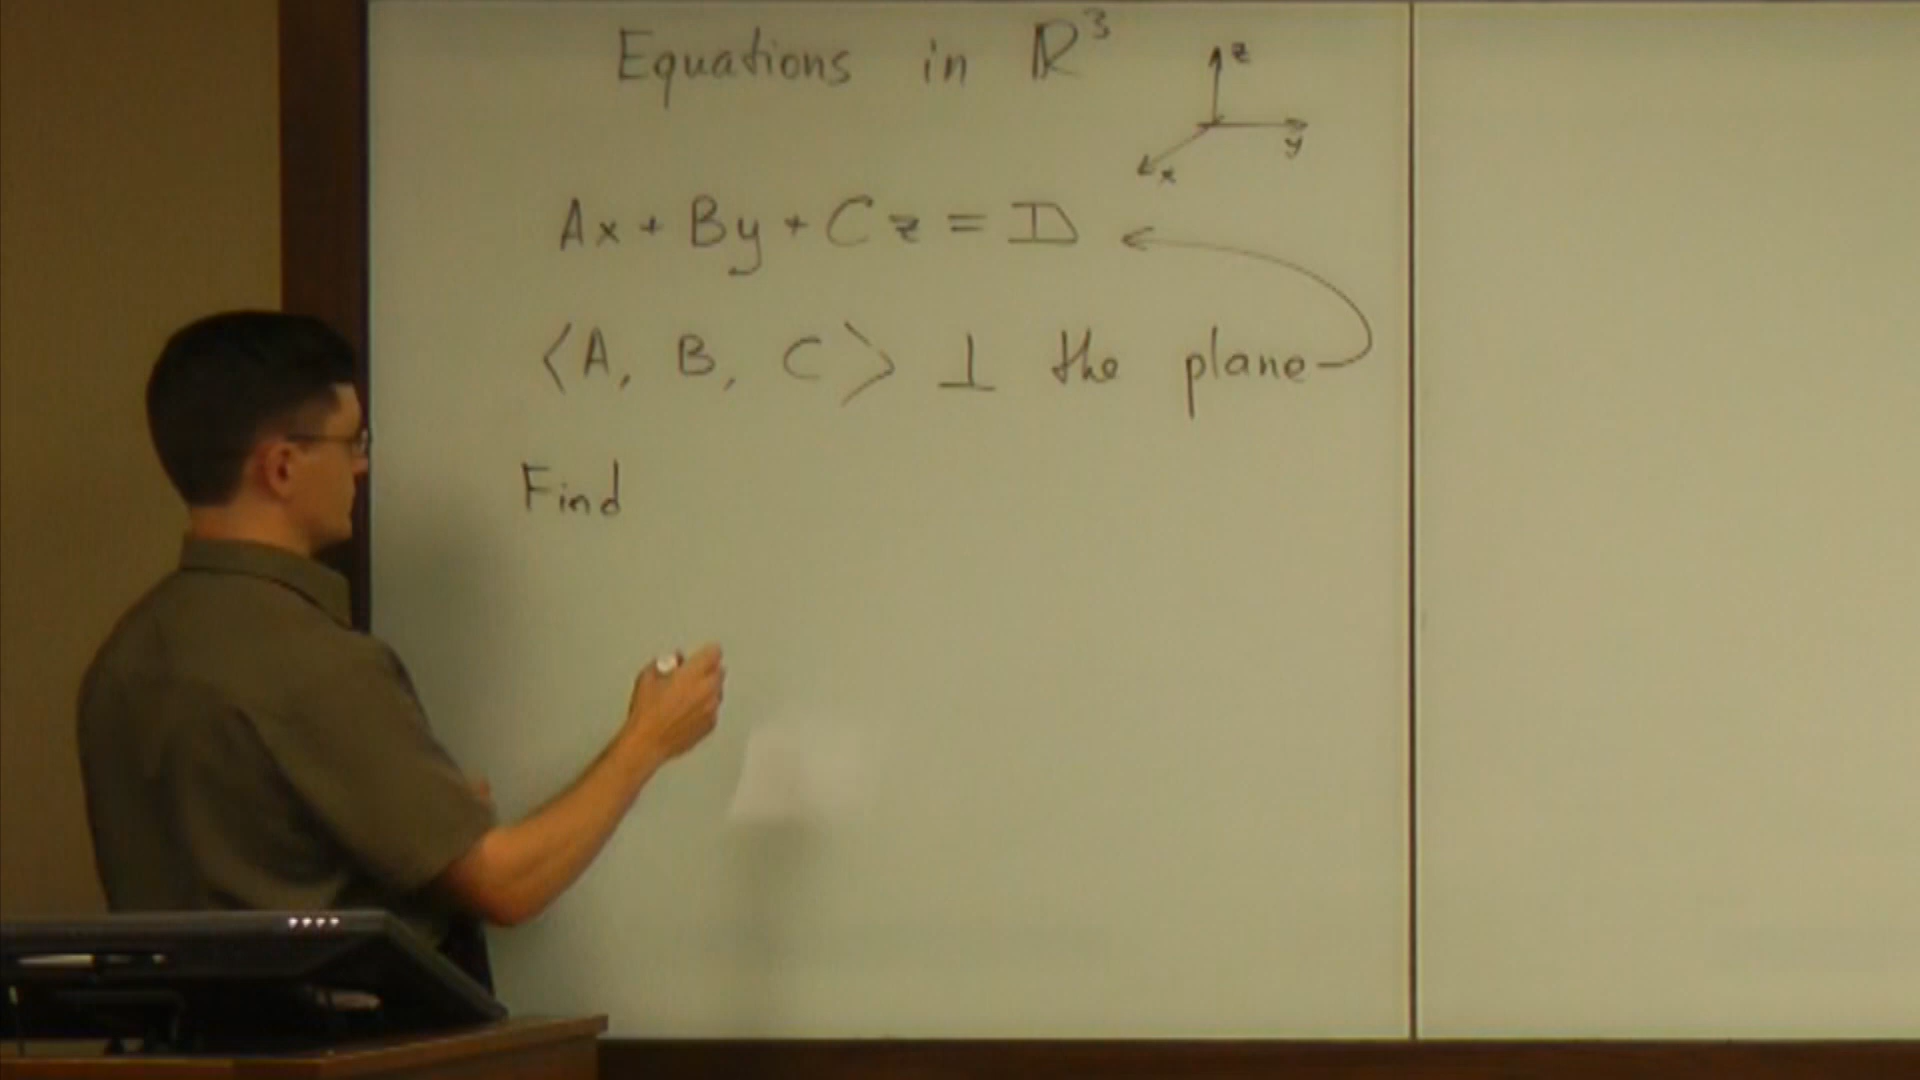 Equations in ℝ³
z
y
x
Ax + By + Cz = D
⟨A, B, C⟩ ⊥ the plane
Find